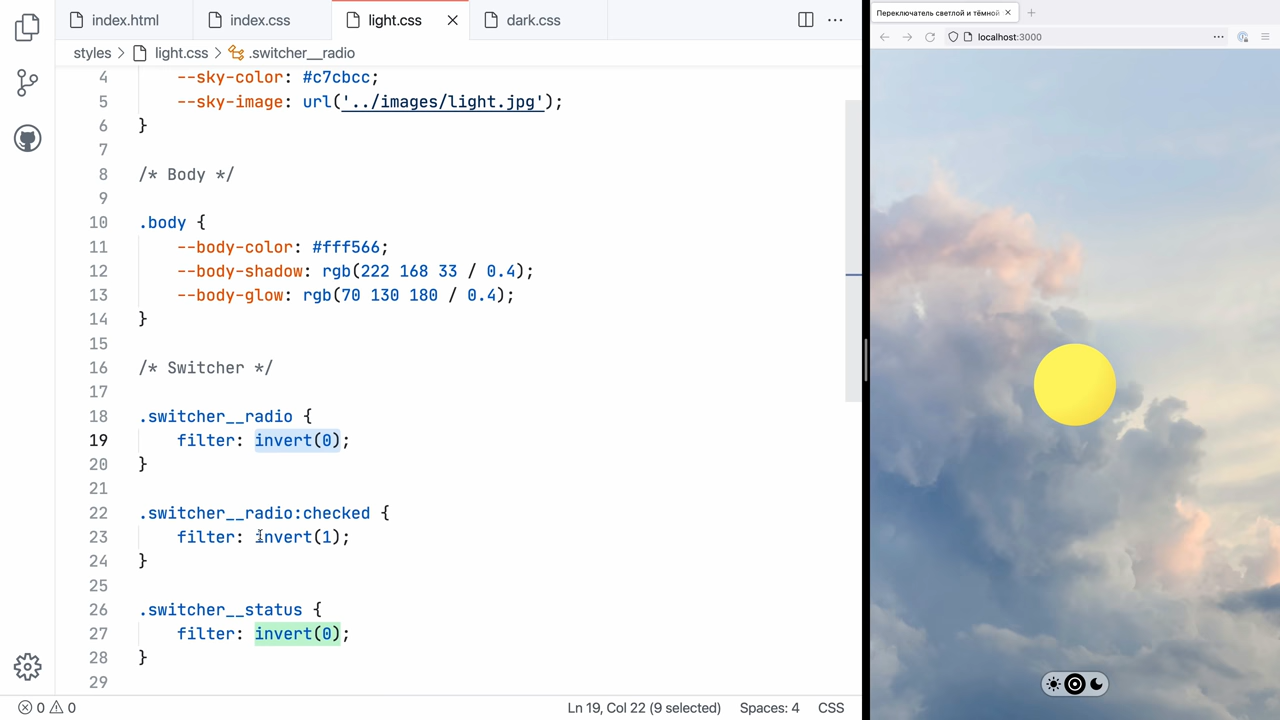 index.html
index.css
light.css
dark.css
styles
light.css
.switcher__radio
4 --sky-color: #c7cbcc;
5 --sky-image: url('../images/light.jpg');
6 }
7
8 /* Body */
9
10 .body {
11 --body-color: #fff566;
12 --body-shadow: rgb(222 168 33 / 0.4);
13 --body-glow: rgb(70 130 180 / 0.4);
14 }
15
16 /* Switcher */
17
18 .switcher__radio {
19 filter: invert(0);
20 }
21
22 .switcher__radio:checked {
23 filter: invert(1);
24 }
25
26 .switcher__status {
27 filter: invert(0);
28 }
29
0 0
Ln 19, Col 22 (9 selected)
Spaces: 4
CSS
Переключатель светлой и тёмной
localhost:3000